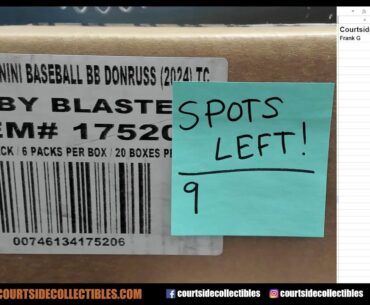 NINI BASEBALL BB DONRUSS (2024) TC
BY BLASTE
EM# 17520
CK / 6 PACKS PER BOX / 20 BOXES PE
00746134175206
SPOTS
LEFT!
9
Courtside
Frank G
COURTSIDECOLLECTIBLES.COM
courtsidecollectibles
courtsidecollectibles